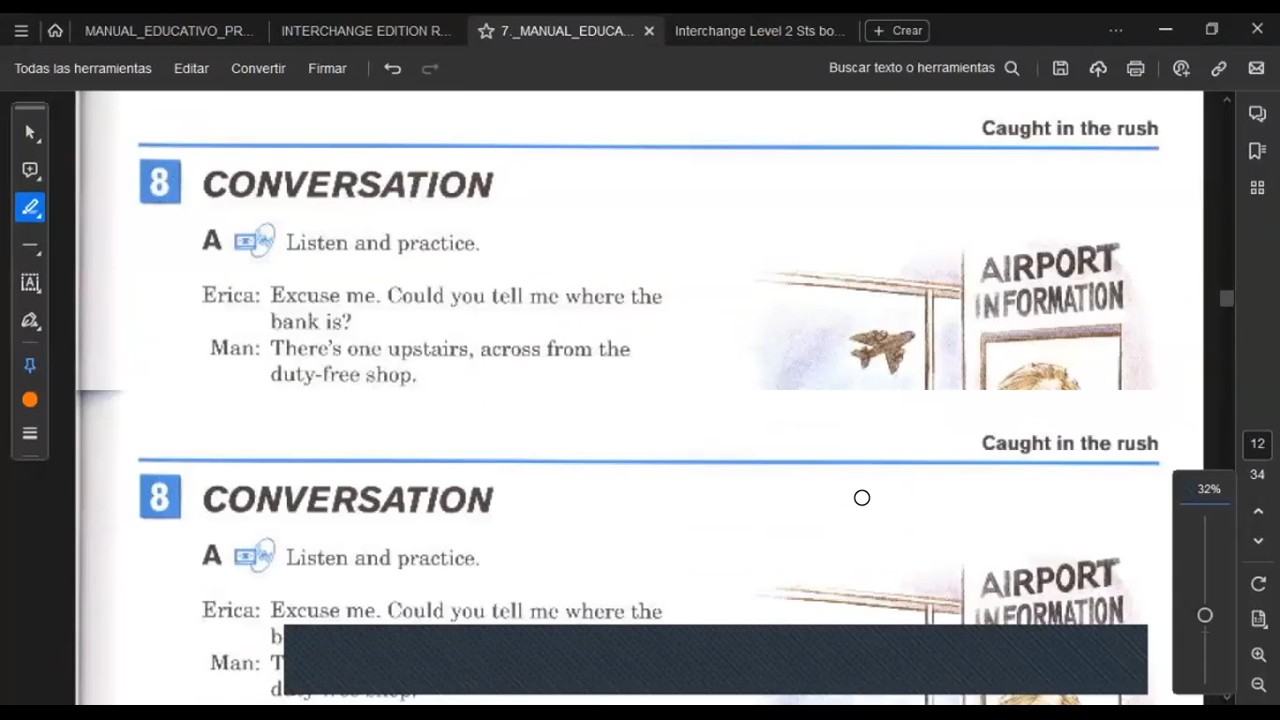 MANUAL_EDUCATIVO_PR... INTERCHANGE EDITION R... 7._MANUAL_EDUCA... Interchange Level 2 Sts bo... + Crear
Todas las herramientas Editar Convertir Firmar Buscar texto o herramientas
Caught in the rush
8 CONVERSATION
A Listen and practice.
Erica: Excuse me. Could you tell me where the
bank is?
Man: There's one upstairs, across from the
duty-free shop.
AIRPORT
INFORMATION
Caught in the rush
8 CONVERSATION
A Listen and practice.
Erica: Excuse me. Could you tell me where the
Man:
AIRPORT
INFORMATION
12
34
32%